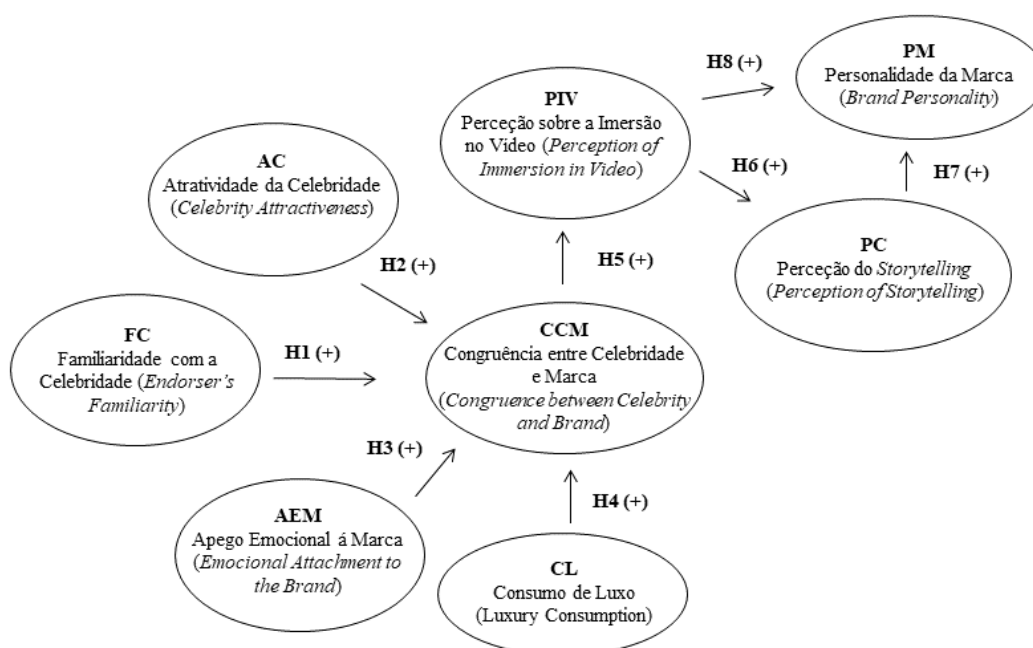 H8 (+)
PM
Personalidade da Marca
(Brand Personality)
PIV
Perceção sobre a Imersão
no Video (Perception of
Immersion in Video)
H6 (+)
H7 (+)
AC
Atratividade da Celebridade
(Celebrity Attractiveness)
PC
Perceção do Storytelling
(Perception of Storytelling)
H2 (+)
H5 (+)
FC
Familiaridade com a
Celebridade (Endorser's
Familiarity)
H1 (+)
CCM
Congruência entre Celebridade
e Marca
(Congruence between Celebrity
and Brand)
H3 (+)
AEM
Apego Emocional á Marca
(Emocional Attachment to
the Brand)
H4 (+)
CL
Consumo de Luxo
(Luxury Consumption)